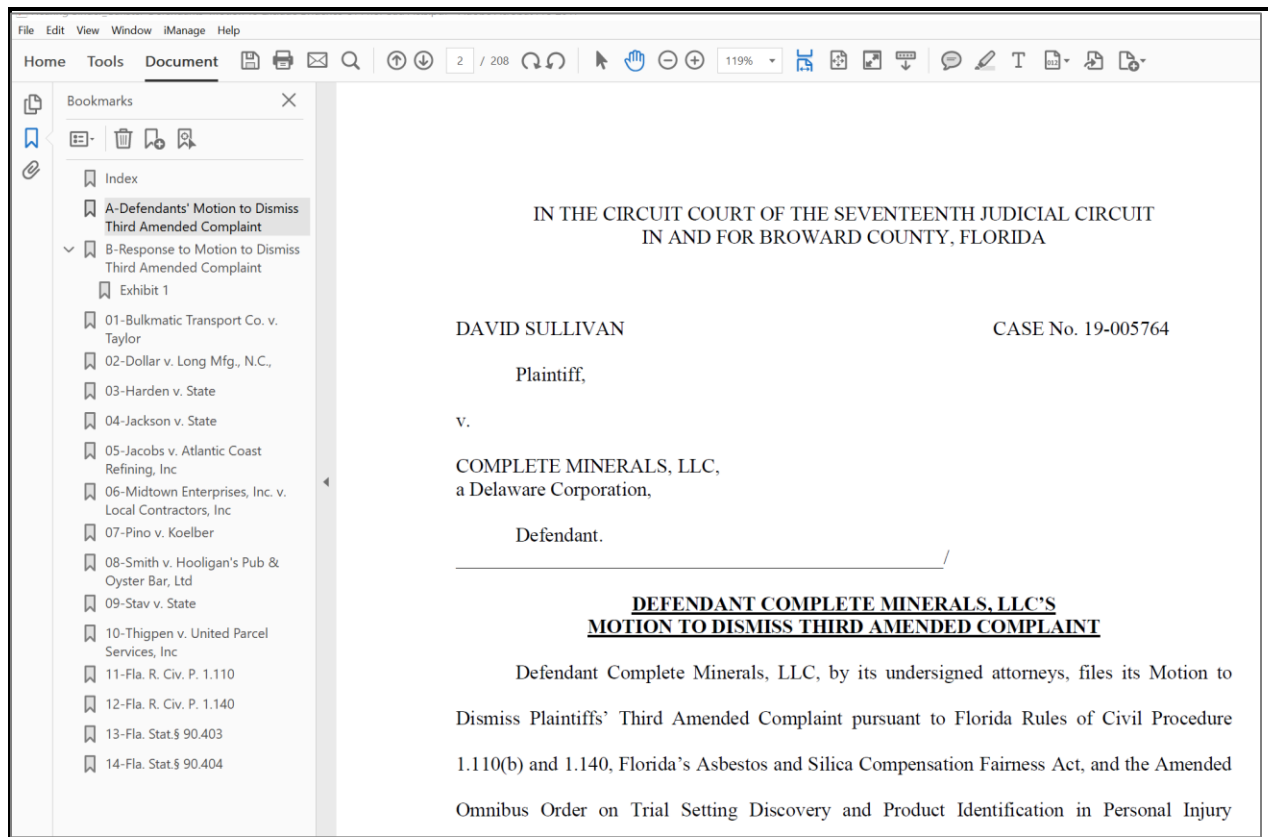 File Edit View Window iManage Help
Home Tools Document 2 / 208 119%
Bookmarks
Index
A-Defendants' Motion to Dismiss
Third Amended Complaint
B-Response to Motion to Dismiss
Third Amended Complaint
Exhibit 1
01-Bulkmatic Transport Co. v.
Taylor
02-Dollar v. Long Mfg., N.C.,
03-Harden v. State
04-Jackson v. State
05-Jacobs v. Atlantic Coast
Refining, Inc
06-Midtown Enterprises, Inc. v.
Local Contractors, Inc
07-Pino v. Koelber
08-Smith v. Hooligan's Pub &
Oyster Bar, Ltd
09-Stav v. State
10-Thigpen v. United Parcel
Services, Inc
11-Fla. R. Civ. P. 1.110
12-Fla. R. Civ. P. 1.140
13-Fla. Stat.§ 90.403
14-Fla. Stat.§ 90.404
IN THE CIRCUIT COURT OF THE SEVENTEENTH JUDICIAL CIRCUIT
IN AND FOR BROWARD COUNTY, FLORIDA
DAVID SULLIVAN CASE No. 19-005764
Plaintiff,
v.
COMPLETE MINERALS, LLC,
a Delaware Corporation,
Defendant.
/
DEFENDANT COMPLETE MINERALS, LLC'S
MOTION TO DISMISS THIRD AMENDED COMPLAINT
Defendant Complete Minerals, LLC, by its undersigned attorneys, files its Motion to
Dismiss Plaintiffs' Third Amended Complaint pursuant to Florida Rules of Civil Procedure
1.110(b) and 1.140, Florida's Asbestos and Silica Compensation Fairness Act, and the Amended
Omnibus Order on Trial Setting Discovery and Product Identification in Personal Injury